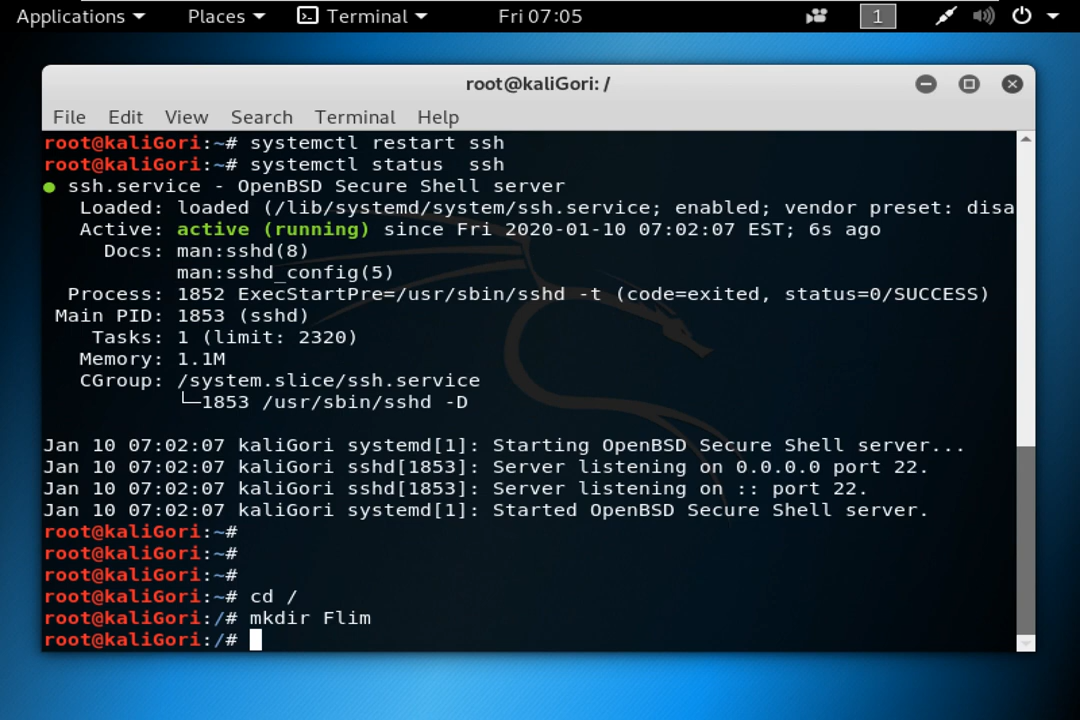 Applications Places Terminal Fri 07:05 1
root@kaliGori: /
File Edit View Search Terminal Help
root@kaliGori:~# systemctl restart ssh
root@kaliGori:~# systemctl status  ssh
● ssh.service - OpenBSD Secure Shell server
   Loaded: loaded (/lib/systemd/system/ssh.service; enabled; vendor preset: disa
   Active: active (running) since Fri 2020-01-10 07:02:07 EST; 6s ago
     Docs: man:sshd(8)
           man:sshd_config(5)
  Process: 1852 ExecStartPre=/usr/sbin/sshd -t (code=exited, status=0/SUCCESS)
 Main PID: 1853 (sshd)
    Tasks: 1 (limit: 2320)
   Memory: 1.1M
   CGroup: /system.slice/ssh.service
           └─1853 /usr/sbin/sshd -D
Jan 10 07:02:07 kaliGori systemd[1]: Starting OpenBSD Secure Shell server...
Jan 10 07:02:07 kaliGori sshd[1853]: Server listening on 0.0.0.0 port 22.
Jan 10 07:02:07 kaliGori sshd[1853]: Server listening on :: port 22.
Jan 10 07:02:07 kaliGori systemd[1]: Started OpenBSD Secure Shell server.
root@kaliGori:~#
root@kaliGori:~#
root@kaliGori:~#
root@kaliGori:~# cd /
root@kaliGori:/# mkdir Flim
root@kaliGori:/#